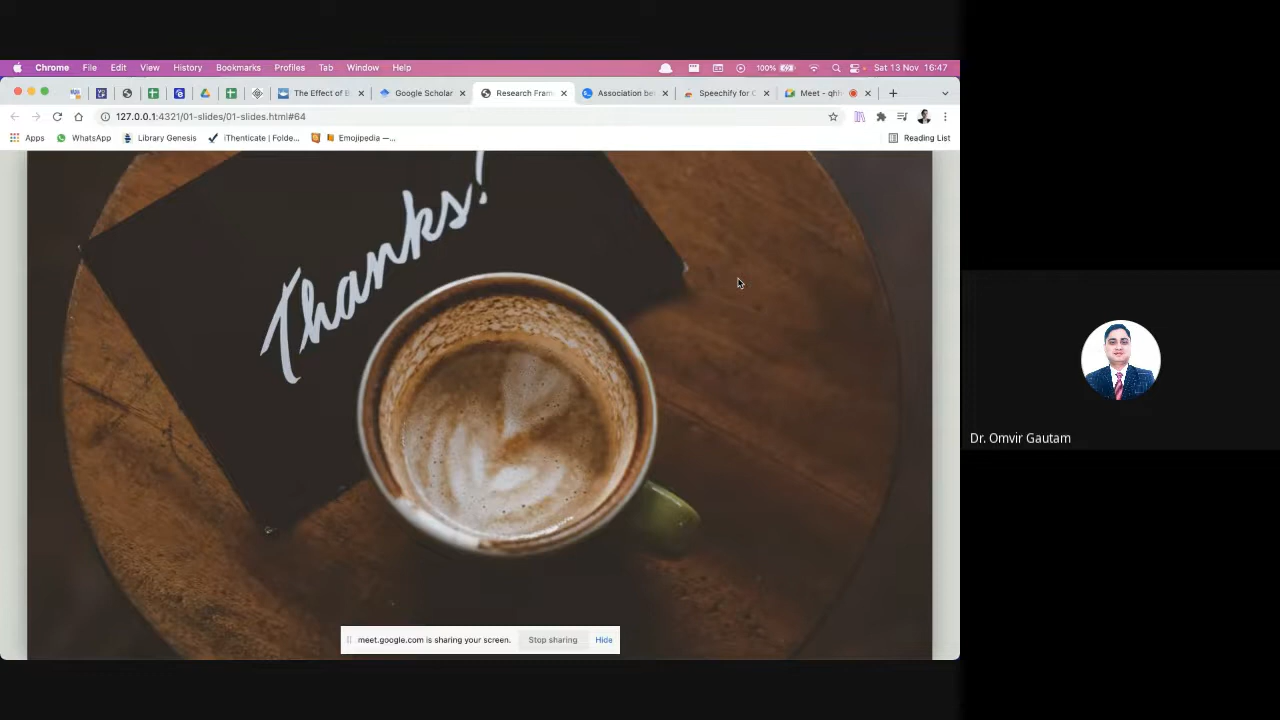 Chrome File Edit View History Bookmarks Profiles Tab Window Help 100% Sat 13 Nov 16:47
The Effect of B
Google Scholar
Research Fram
Association be
Speechify for C
Meet - qhh
127.0.0.1:4321/01-slides/01-slides.html#64
Apps WhatsApp Library Genesis iThenticate | Folde... Emojipedia —... Reading List
Thanks!
Dr. Omvir Gautam
meet.google.com is sharing your screen. Stop sharing Hide